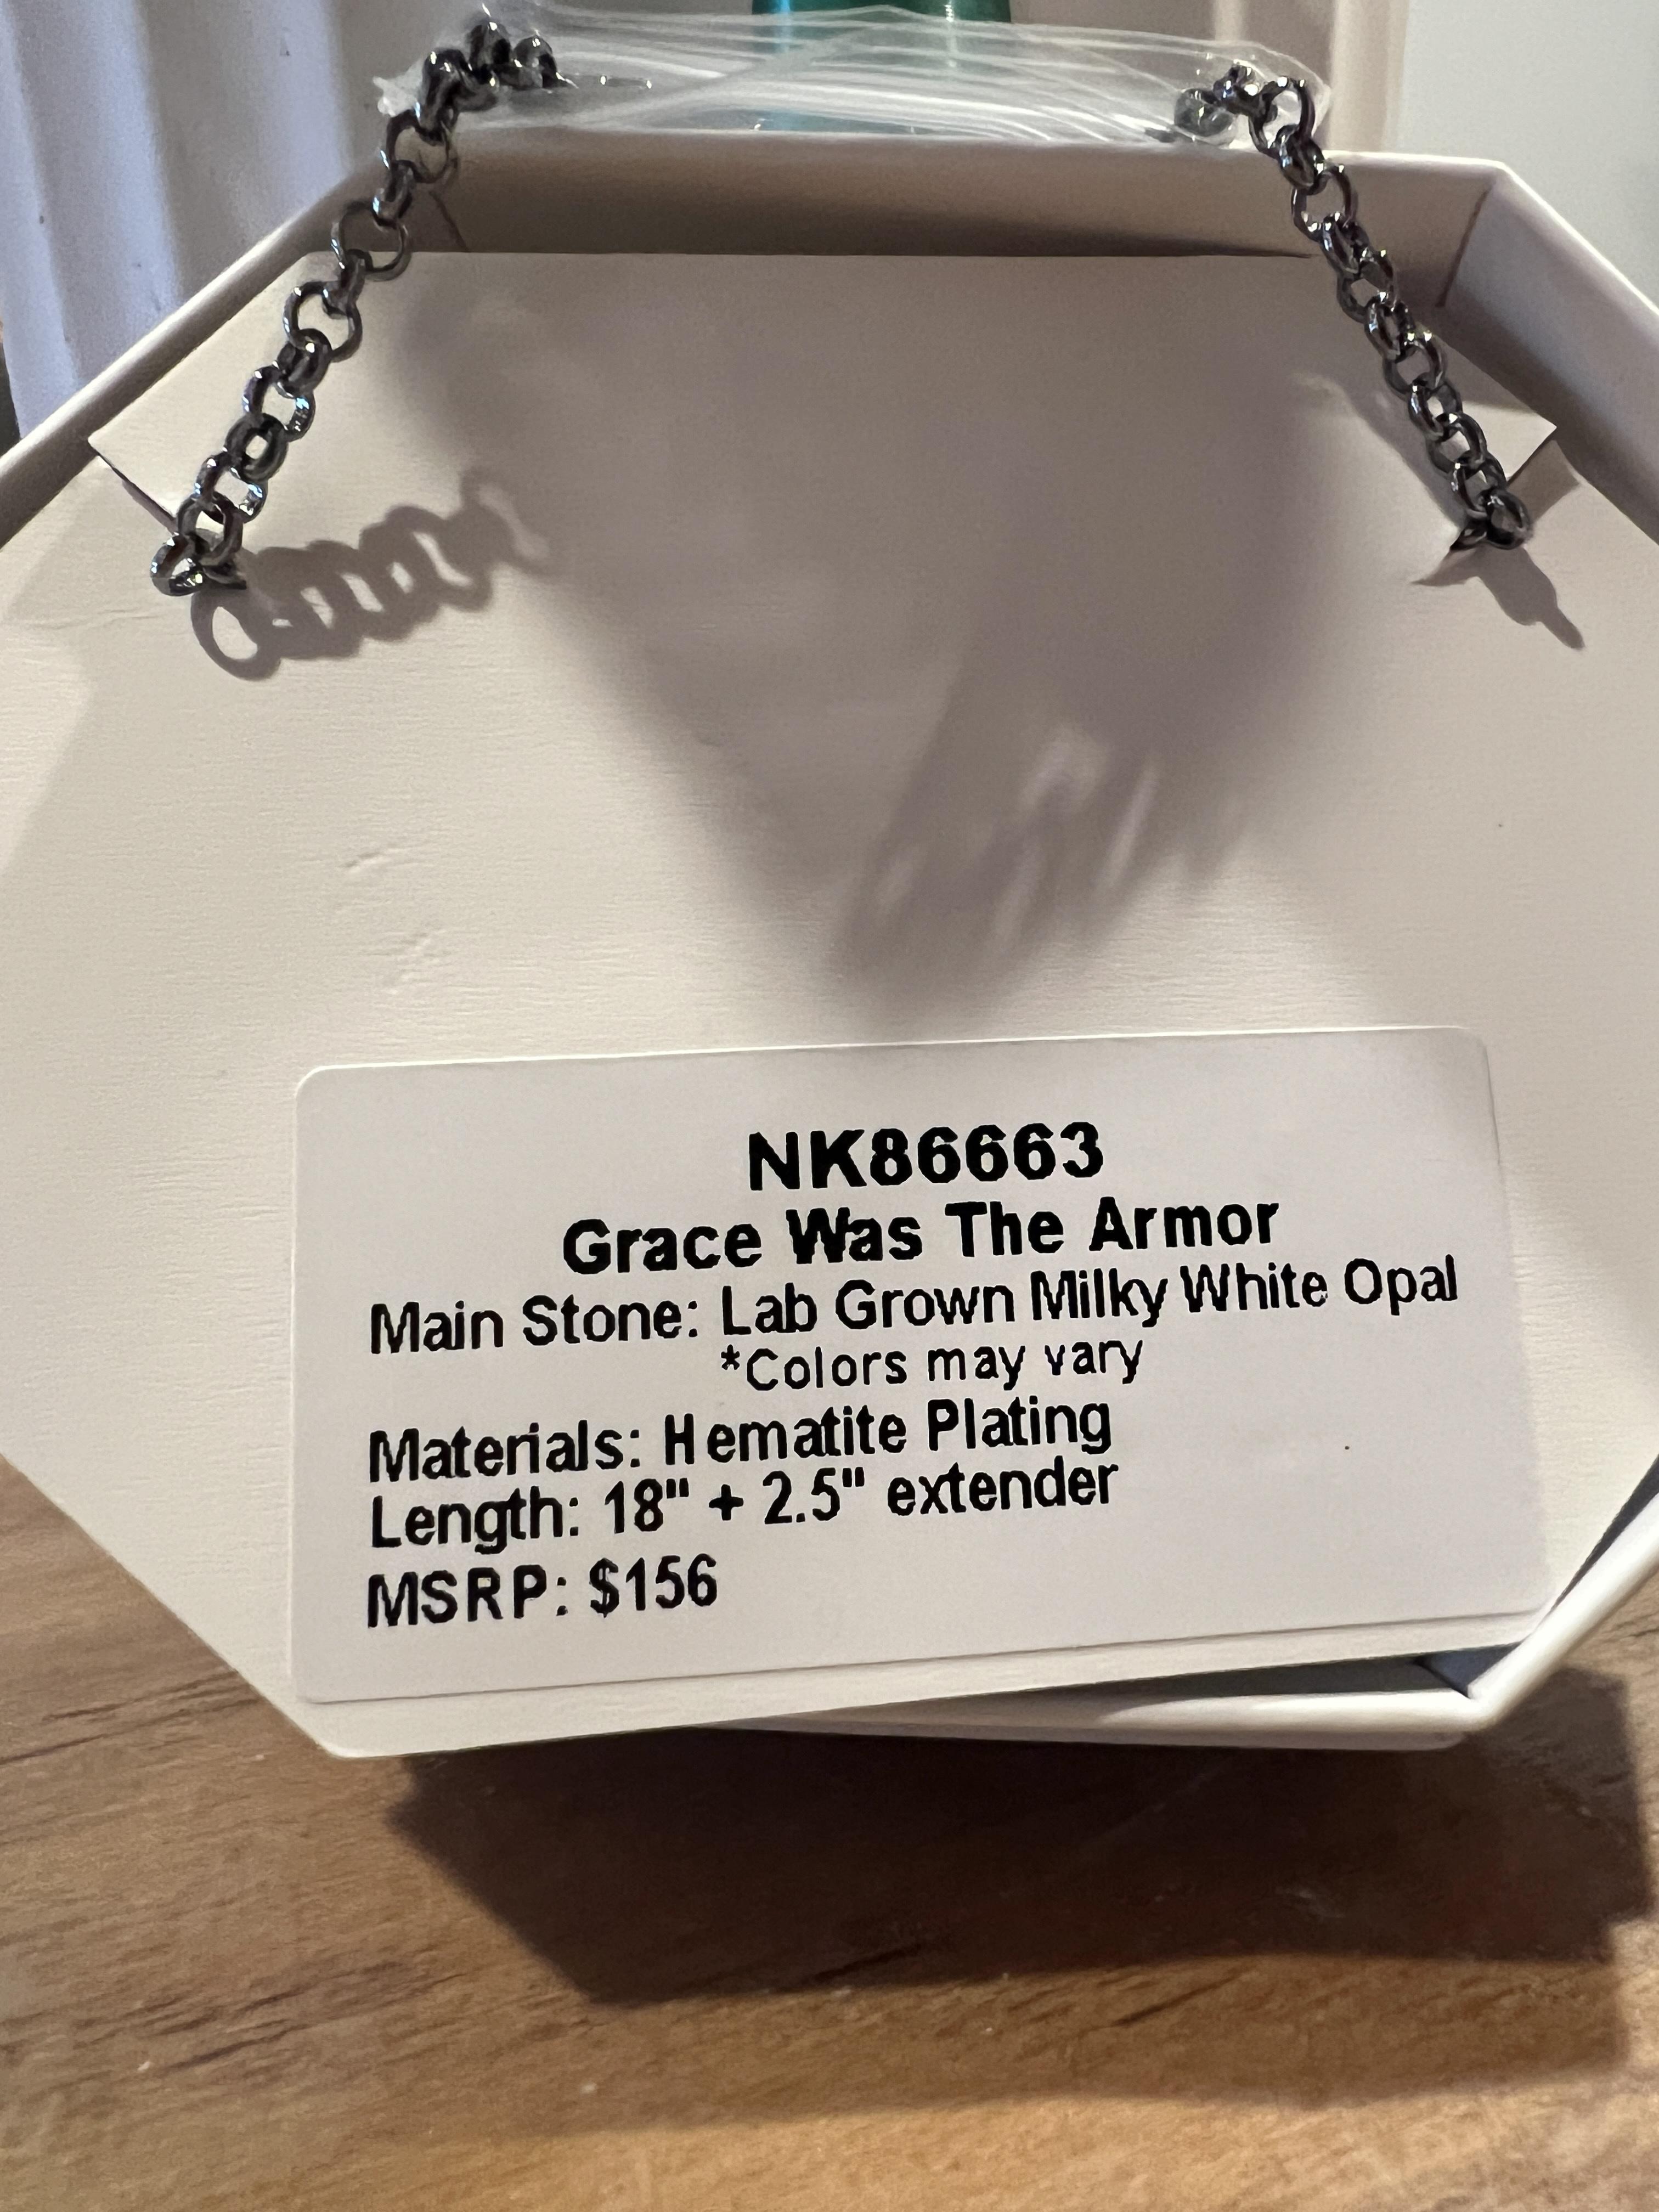 NK86663
Grace Was The Armor
Main Stone: Lab Grown Milky White Opal
*Colors may vary
Materials: Hematite Plating
Length: 18" + 2.5" extender
MSRP: $156